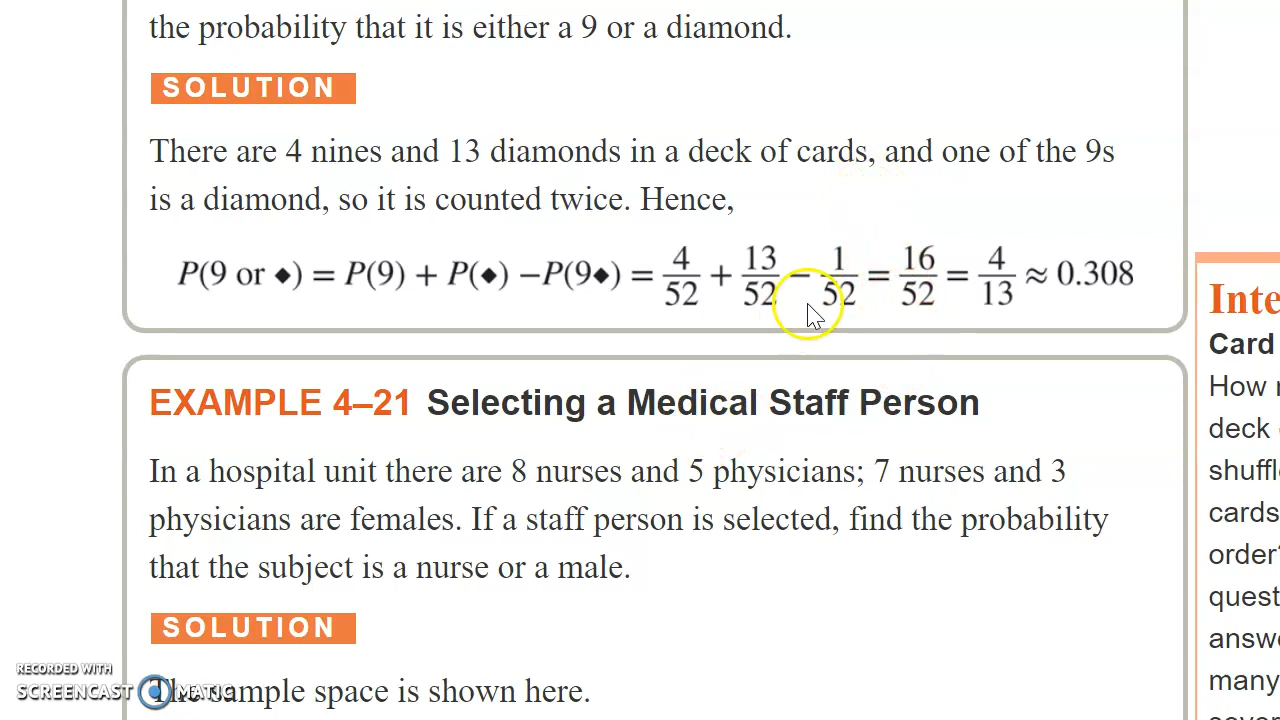 the probability that it is either a 9 or a diamond.
SOLUTION
There are 4 nines and 13 diamonds in a deck of cards, and one of the 9s
is a diamond, so it is counted twice. Hence,
P(9 or ◆) = P(9) + P(◆) −P(9◆) = 4/52 + 13/52 − 1/52 = 16/52 = 4/13 ≈ 0.308
EXAMPLE 4–21 Selecting a Medical Staff Person
In a hospital unit there are 8 nurses and 5 physicians; 7 nurses and 3
physicians are females. If a staff person is selected, find the probability
that the subject is a nurse or a male.
SOLUTION
The sample space is shown here.
Inte
Card
How
deck
shuffl
cards
order?
quest
answ
many
RECORDED WITH
SCREENCAST MATIC